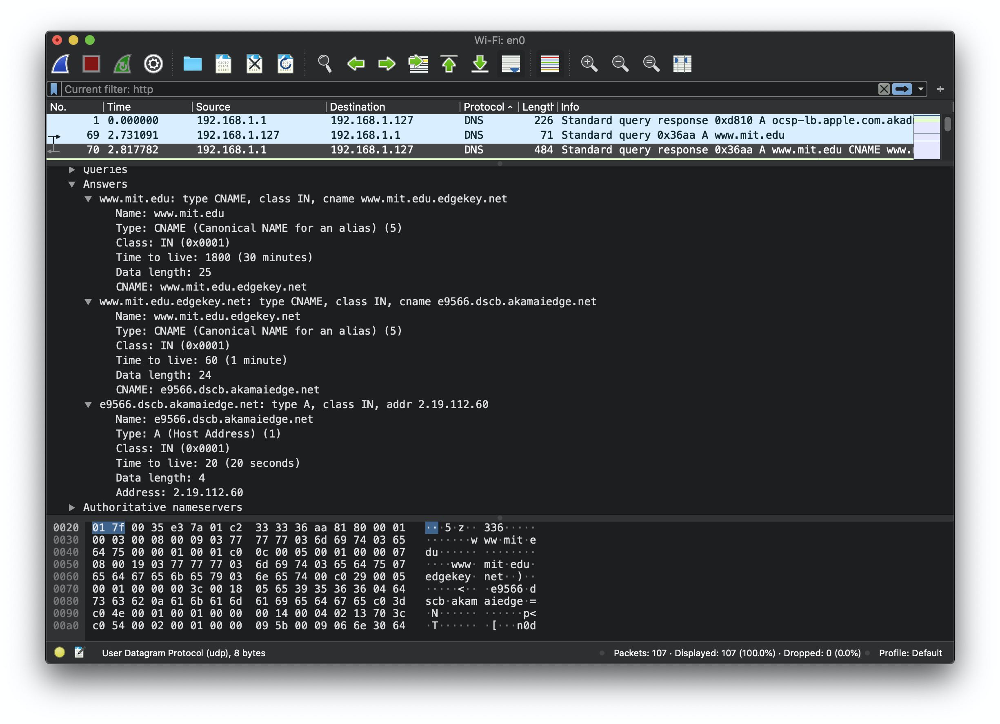 Wi-Fi: en0
Current filter: http
No. Time Source Destination Protocol Length Info
1 0.000000 192.168.1.1 192.168.1.127 DNS 226 Standard query response 0xd810 A ocsp-lb.apple.com.akad
69 2.731091 192.168.1.127 192.168.1.1 DNS 71 Standard query 0x36aa A www.mit.edu
70 2.817782 192.168.1.1 192.168.1.127 DNS 484 Standard query response 0x36aa A www.mit.edu CNAME www.
Queries
Answers
www.mit.edu: type CNAME, class IN, cname www.mit.edu.edgekey.net
Name: www.mit.edu
Type: CNAME (Canonical NAME for an alias) (5)
Class: IN (0x0001)
Time to live: 1800 (30 minutes)
Data length: 25
CNAME: www.mit.edu.edgekey.net
www.mit.edu.edgekey.net: type CNAME, class IN, cname e9566.dscb.akamaiedge.net
Name: www.mit.edu.edgekey.net
Type: CNAME (Canonical NAME for an alias) (5)
Class: IN (0x0001)
Time to live: 60 (1 minute)
Data length: 24
CNAME: e9566.dscb.akamaiedge.net
e9566.dscb.akamaiedge.net: type A, class IN, addr 2.19.112.60
Name: e9566.dscb.akamaiedge.net
Type: A (Host Address) (1)
Class: IN (0x0001)
Time to live: 20 (20 seconds)
Data length: 4
Address: 2.19.112.60
Authoritative nameservers
0020 01 7f 00 35 e3 7a 01 c2 33 33 36 aa 81 80 00 01 ···5·z·· 336·····
0030 00 03 00 08 00 09 03 77 77 77 03 6d 69 74 03 65 ·······w ww·mit·e
0040 64 75 00 00 01 00 01 c0 0c 00 05 00 01 00 00 07 du······ ········
0050 08 00 19 03 77 77 77 03 6d 69 74 03 65 64 75 07 ····www· mit·edu·
0060 65 64 67 65 6b 65 79 03 6e 65 74 00 c0 29 00 05 edgekey· net··)··
0070 00 01 00 00 00 3c 00 18 05 65 39 35 36 36 04 64 ·····<·· ·e9566·d
0080 73 63 62 0a 61 6b 61 6d 61 69 65 64 67 65 c0 3d scb·akam aiedge·=
0090 c0 4e 00 01 00 01 00 00 00 14 00 04 02 13 70 3c ·N······ ······p<
00a0 c0 54 00 02 00 01 00 00 09 5b 00 09 06 6e 30 64 ·T······ ·[···n0d
User Datagram Protocol (udp), 8 bytes Packets: 107 · Displayed: 107 (100.0%) · Dropped: 0 (0.0%) Profile: Default